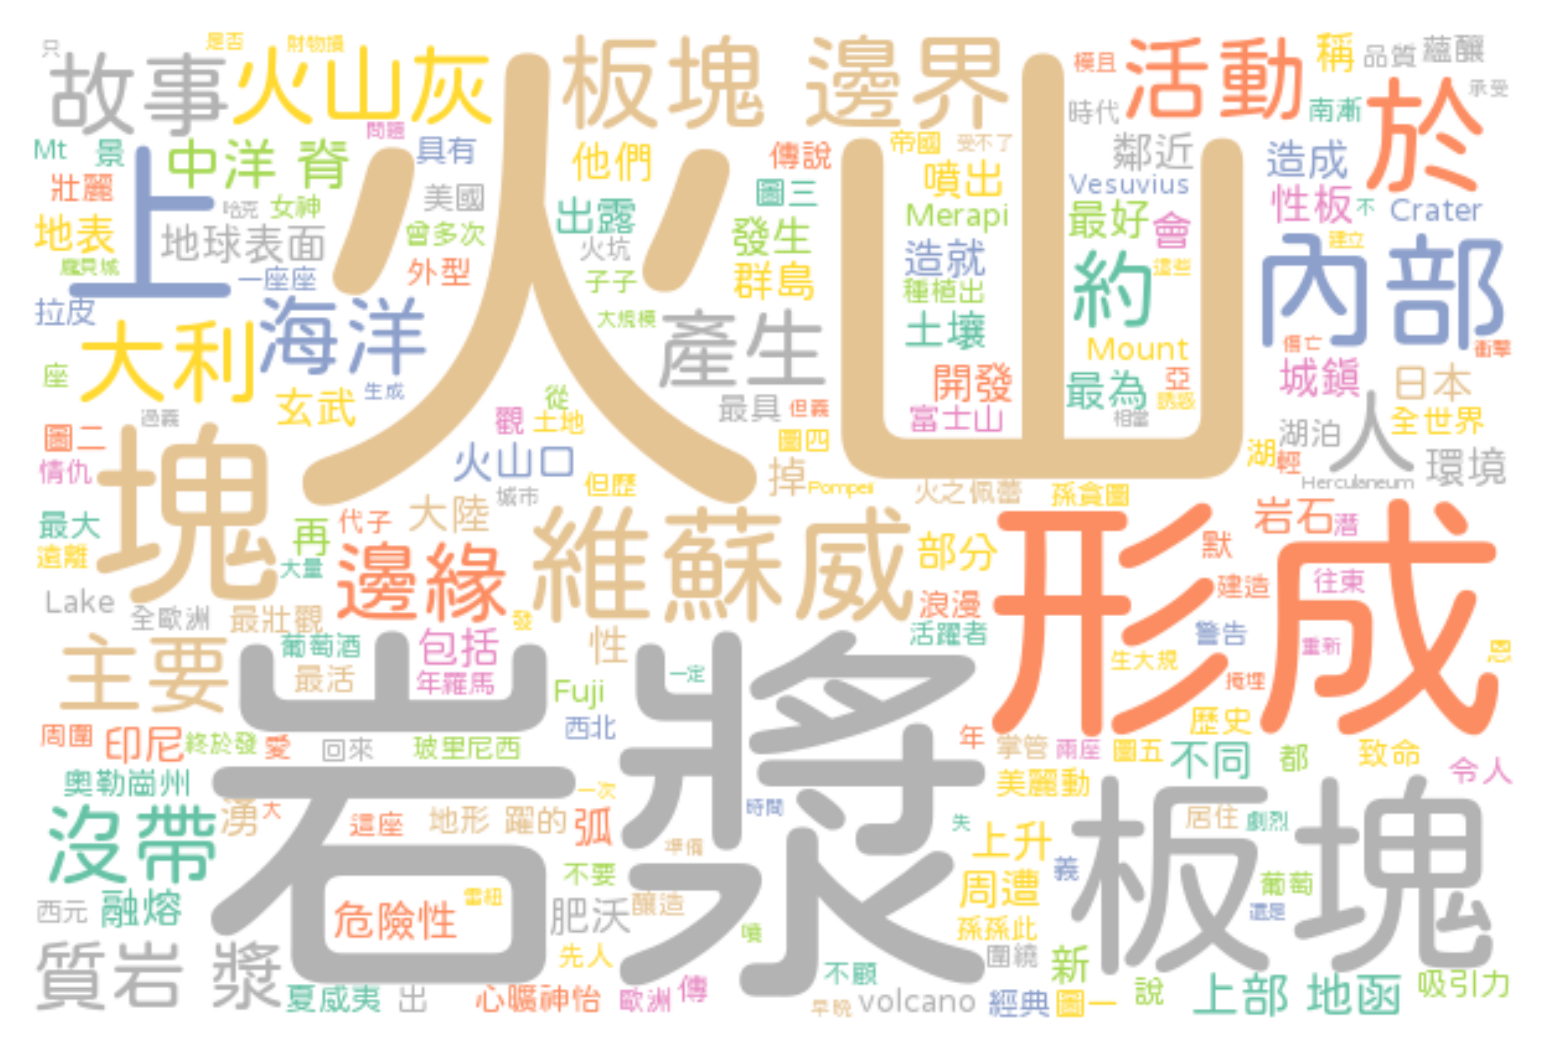 只
是否
財物損
故事
火山灰
板塊 邊界
模且
活動
稱
品質
蘊釀
承受
時代
南漸
於
Mt
景
問題
中洋 脊
具有
他們
傳說
帝國
受不了
噴出
鄰近
造成
壯麗
上
哈克
女神
美國
出露
圖三
Merapi
Vesuvius
最好
會
性板
不
Crater
地表
地球表面
曾多次
火坑
發生
火山
造就
約
這些
建立
內部
龐貝城
一座座
外型
子子
群島
種植出
拉皮
海洋
大規模
產生
土壤
Mount
傷亡
衝擊
座
大利
生成
從
最具
但義
開發
最為
亞
誘惑
城鎮
日本
過義
玄武
觀
土地
圖四
富士山
相當
湖泊
人
全世界
圖二
塊
火山口
掉
湖
輕
環境
情仇
城市
但歷
Pompeii
火之佩蕾
孫貪圖
Herculaneum
最大
再
代子
大陸
維蘇威
部分
形成
岩石
潛
遠離
大量
邊緣
默
Lake
全歐洲
最壯觀
發
浪漫
建造
往東
主要
葡萄酒
包括
性
活躍者
警告
重新
恩
最活
年羅馬
Fuji
一定
生大規
掩埋
周圍
印尼
終於發
愛
回來
玻里尼西
西北
岩漿
年
掌管
兩座
圖五
歷史
不同
都
致命
令人
奧勒崗州
一次
時間
美麗動
沒帶
湧
大
這座
地形
躍的
弧
準備
失
上升
板塊
居住
劇烈
西元
融熔
危險性
雷紐
不要
肥沃
釀造
周遭
義
葡萄
還是
質岩 漿
噴
孫孫此
先人
圍繞
新
夏威夷
出
心曠神怡
歐洲
傳
不顧
早晚
volcano
經典
圖一
說
上部 地函
吸引力